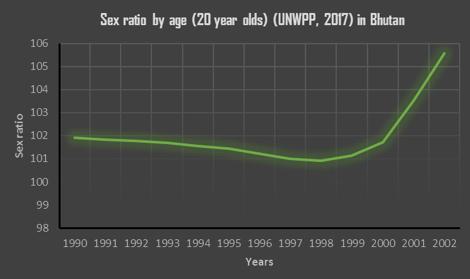 Sex ratio by age (20 year olds) (UNWPP, 2017) in Bhutan
106
105
104
103
102
101
100
99
98
Sex ratio
1990 1991 1992 1993 1994 1995 1996 1997 1998 1999 2000 2001 2002
Years